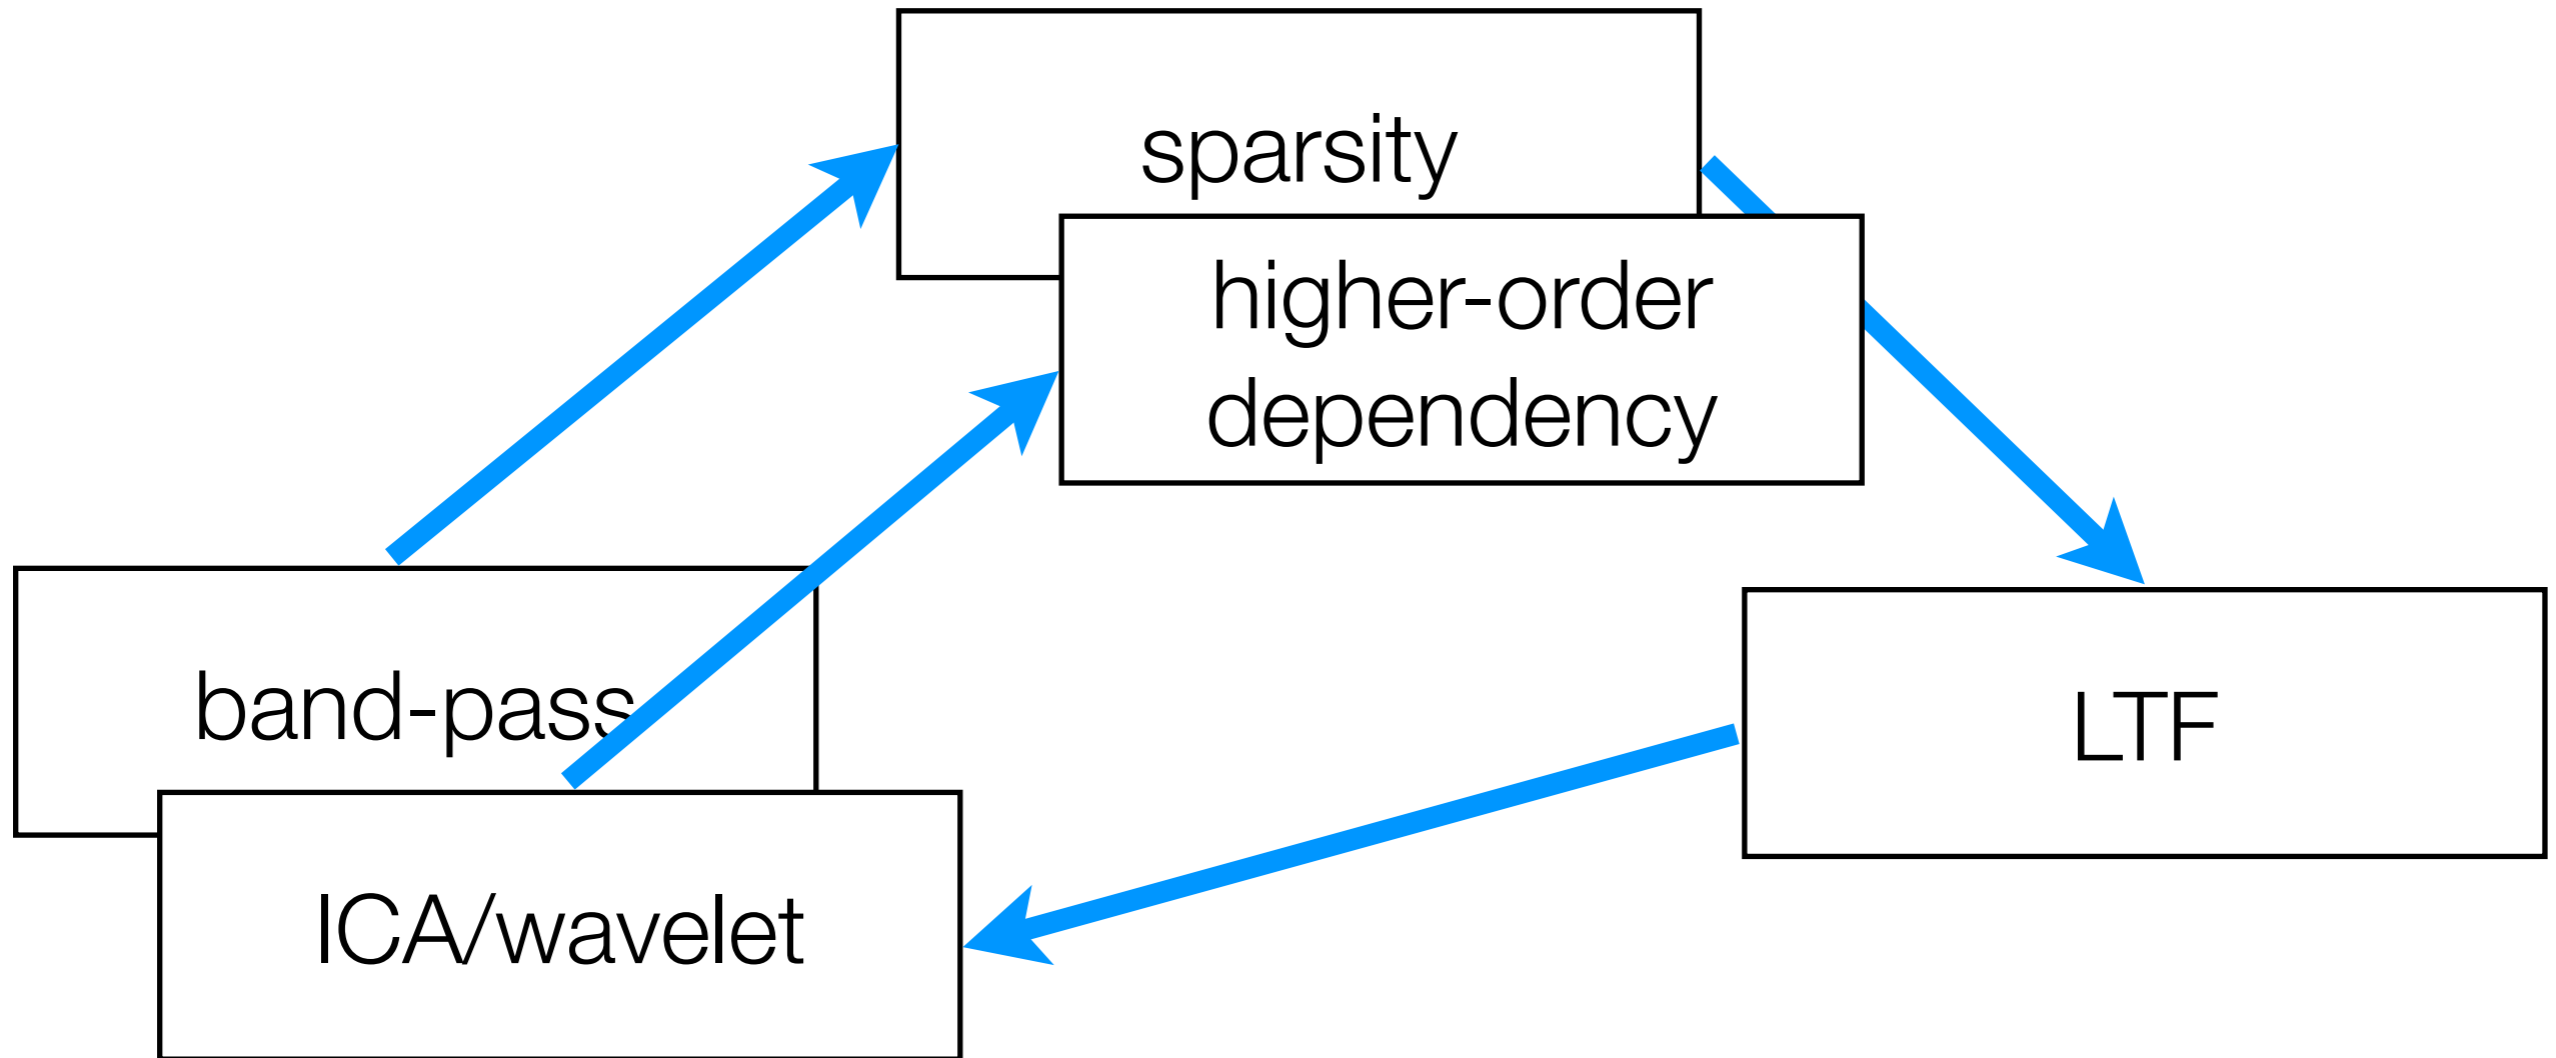 sparsity
higher-order
dependency
band-pass
LTF
ICA/wavelet